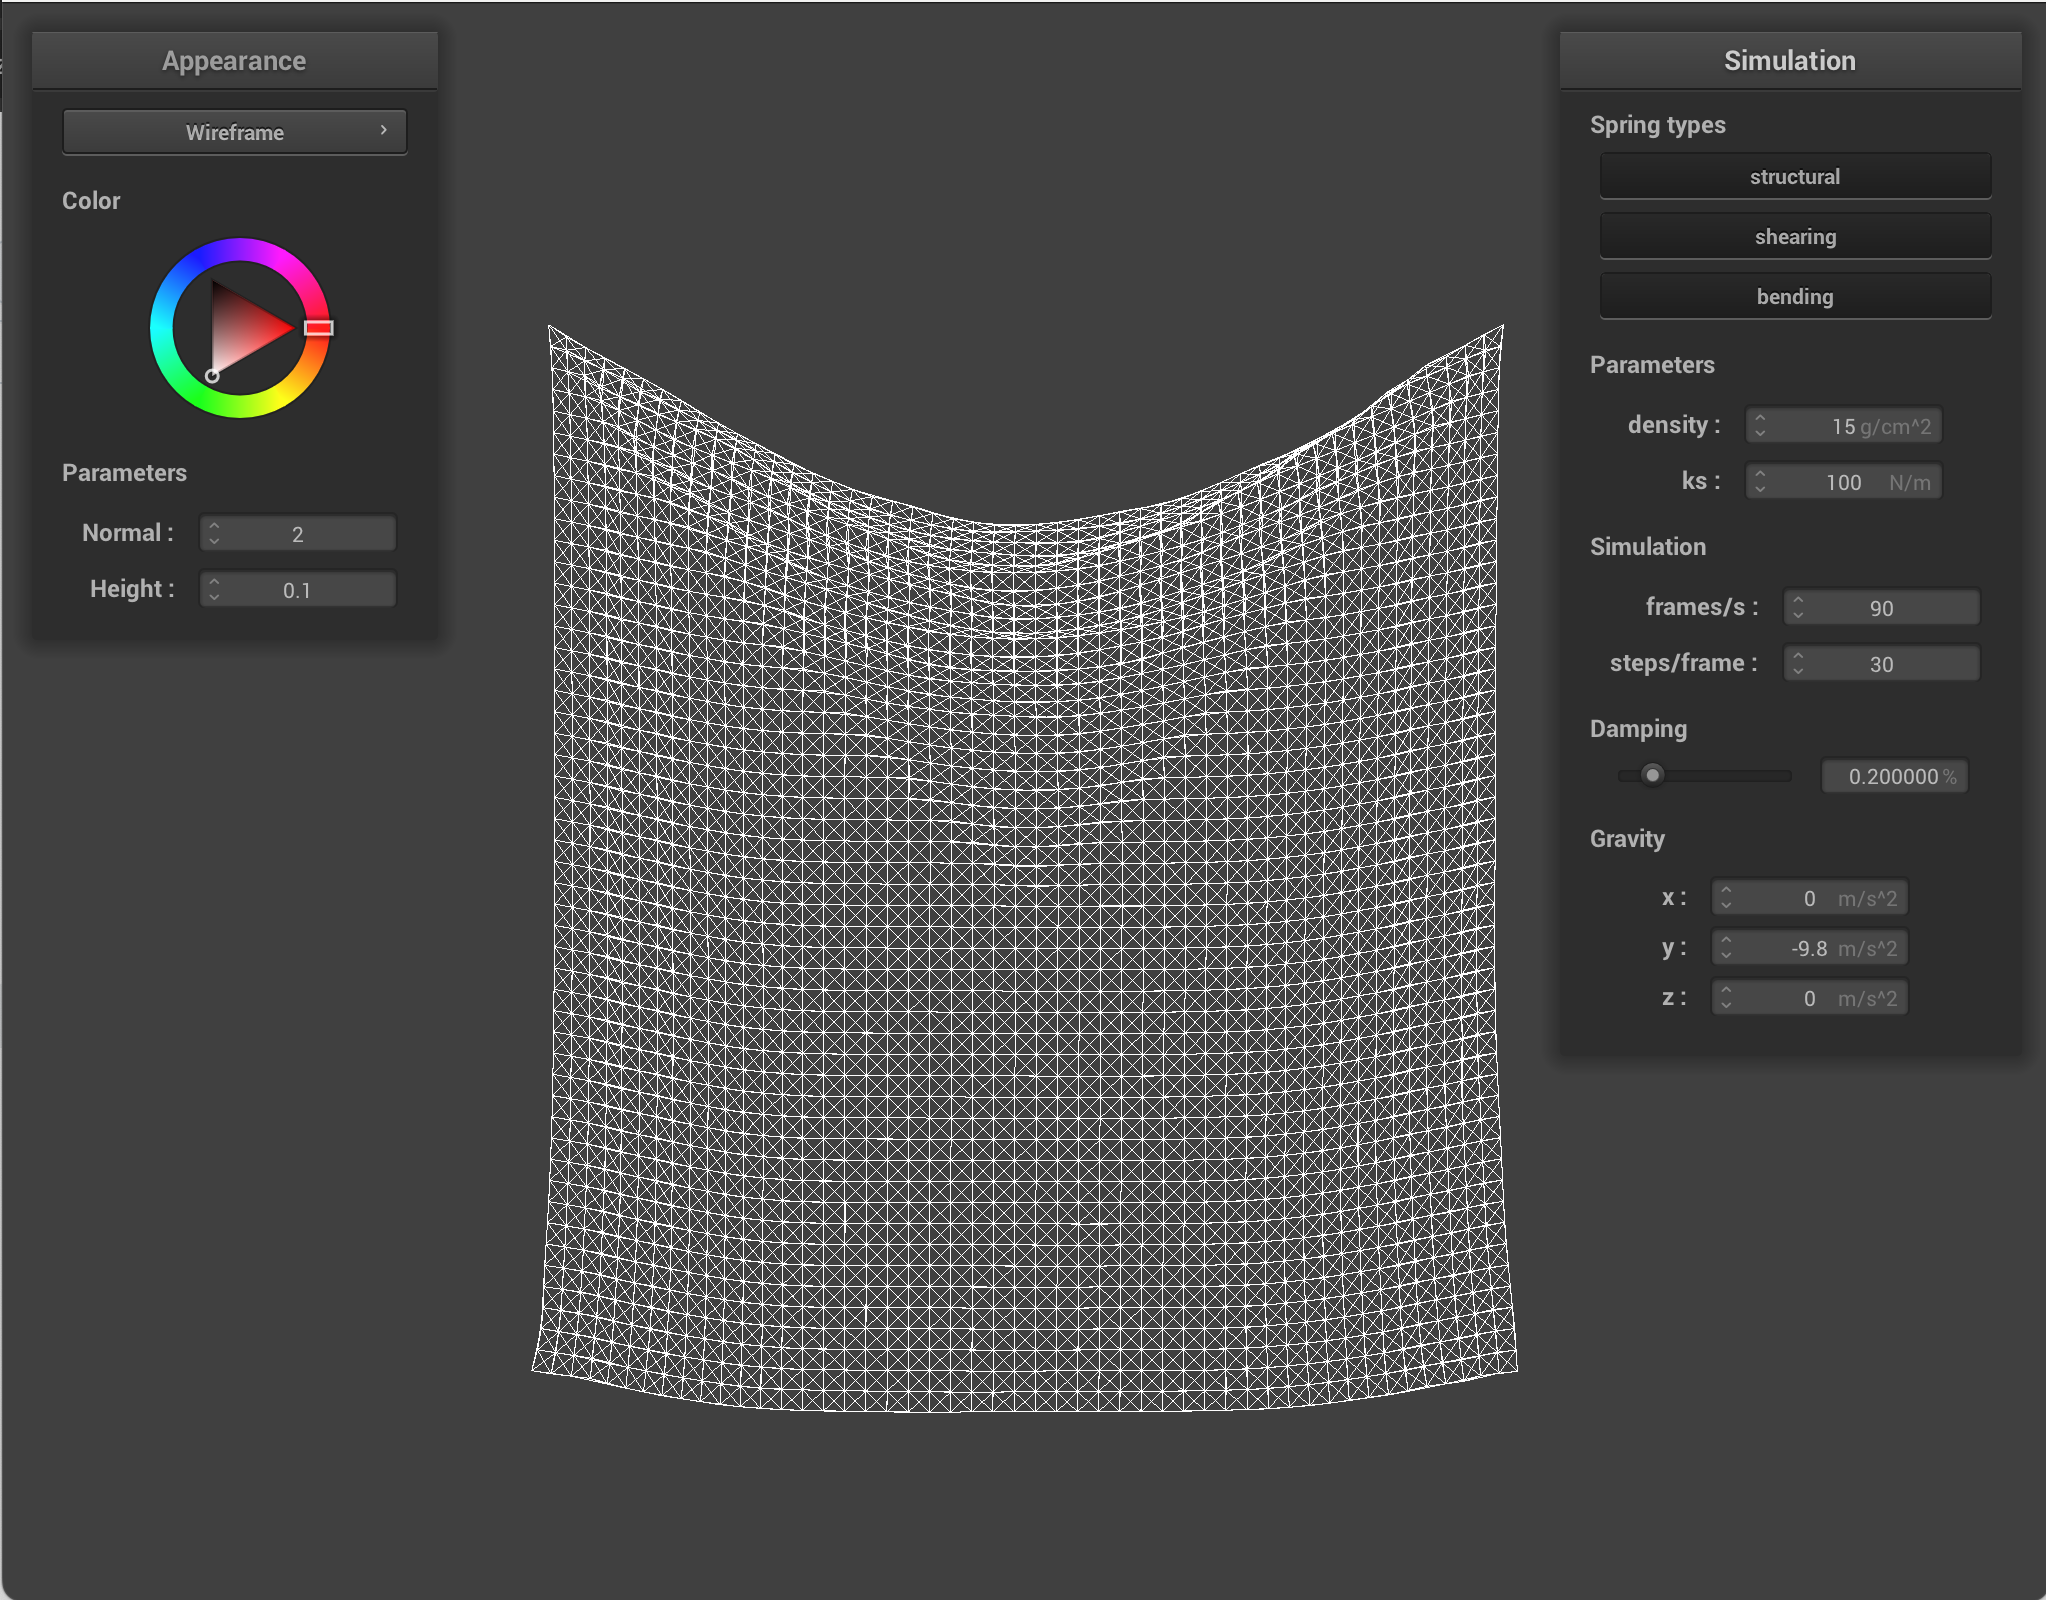 Appearance
Wireframe
Color
Parameters
Normal : 2
Height : 0.1
Simulation
Spring types
structural
shearing
bending
Parameters
density : 15 g/cm^2
ks : 100 N/m
Simulation
frames/s : 90
steps/frame : 30
Damping
0.200000 %
Gravity
x : 0 m/s^2
y : -9.8 m/s^2
z : 0 m/s^2